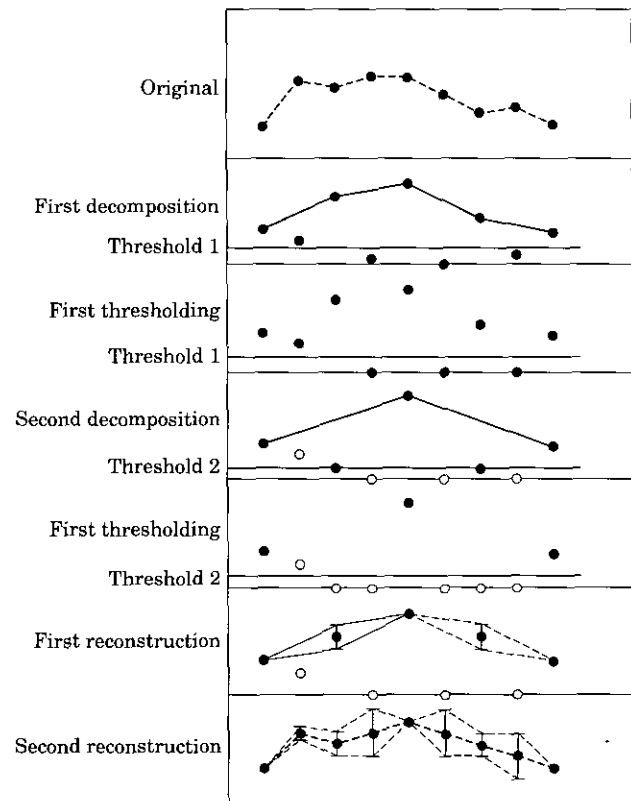 Original
First decomposition
Threshold 1
First thresholding
Threshold 1
Second decomposition
Threshold 2
First thresholding
Threshold 2
First reconstruction
Second reconstruction